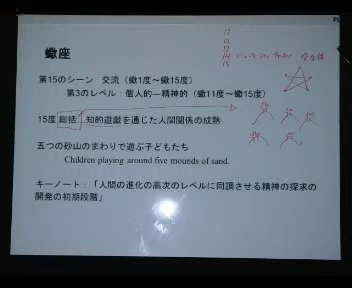 蠍座
11
12
13
14
15
第15のシーン 交流（蠍1度～蠍15度）
第3のレベル：個人的―精神的（蠍11度～蠍15度）
15度 総括 知的遊戯を通じた人間関係の成熟
五つの砂山のまわりで遊ぶ子どもたち
Children playing around five mounds of sand.
キーノート：「人間の進化の高次のレベルに同調させる精神の探求の
開発の初期段階」